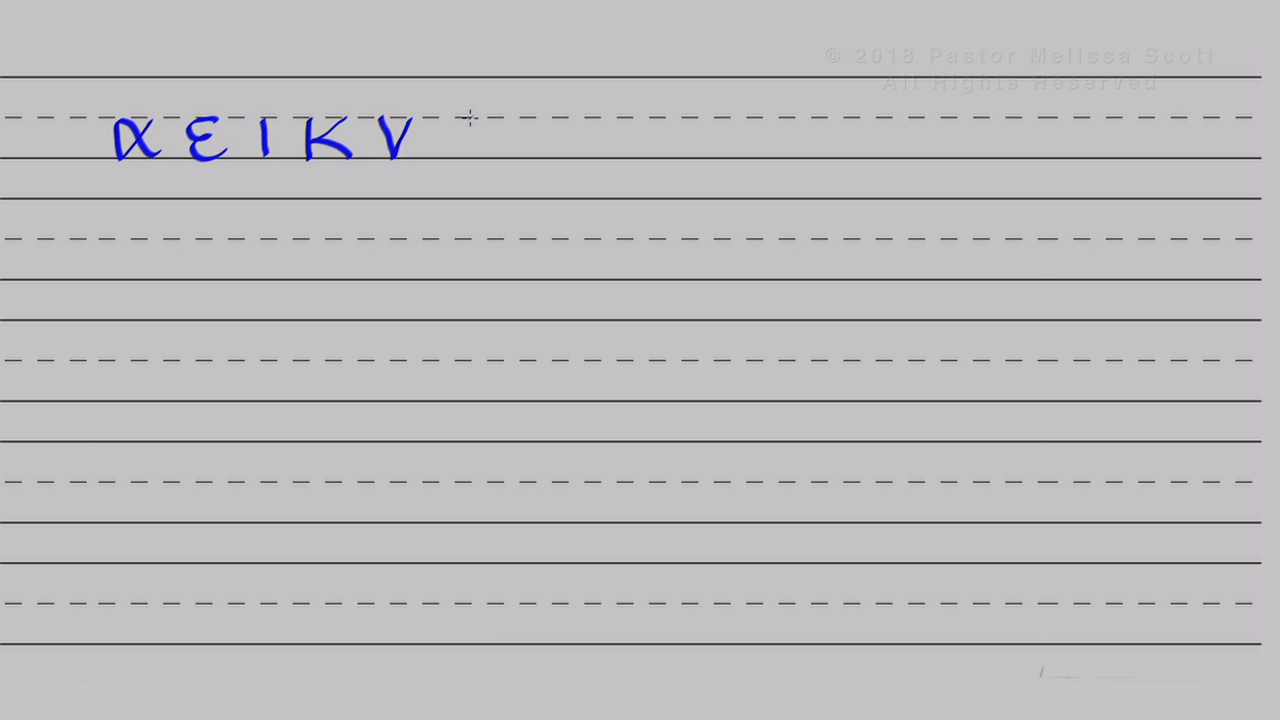 © 2018 Pastor Melissa Scott
All Rights Reserved
α ε ι κ ν